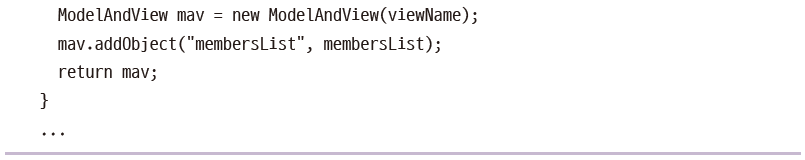 ModelAndView mav = new ModelAndView(viewName);
mav.addObject("membersList", membersList);
return mav;
}
...